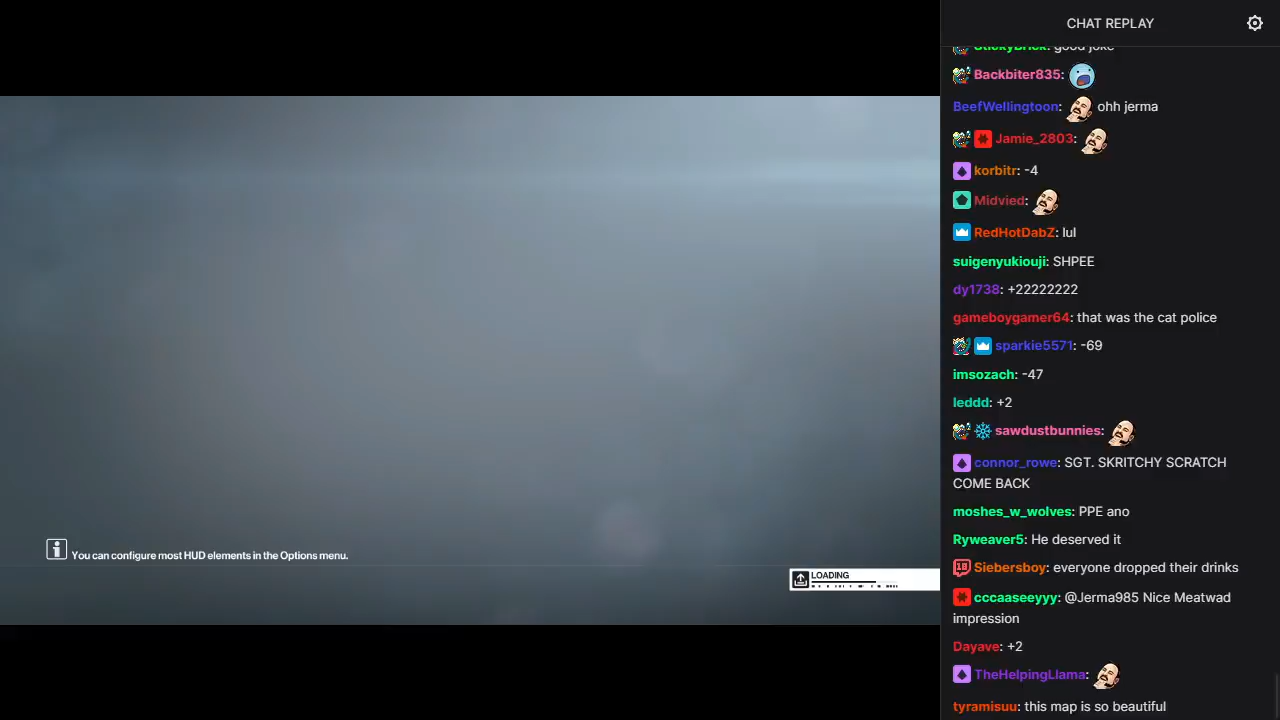 CHAT REPLAY
StickyBrick: good joke
Backbiter835:
BeefWellingtoon: ohh jerma
Jamie_2803:
korbitr: -4
Midvied:
RedHotDabZ: lul
suigenyukiouji: SHPEE
dy1738: +22222222
gameboygamer64: that was the cat police
sparkie5571: -69
imsozach: -47
leddd: +2
sawdustbunnies:
connor_rowe: SGT. SKRITCHY SCRATCH
COME BACK
moshes_w_wolves: PPE ano
Ryweaver5: He deserved it
Siebersboy: everyone dropped their drinks
cccaaseeyyy: @Jerma985 Nice Meatwad
impression
Dayave: +2
TheHelpingLlama:
tyramisuu: this map is so beautiful
You can configure most HUD elements in the Options menu.
LOADING